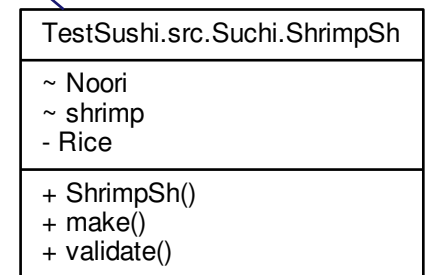 TestSushi.src.Suchi.ShrimpSh
~ Noori
~ shrimp
- Rice
+ ShrimpSh()
+ make()
+ validate()